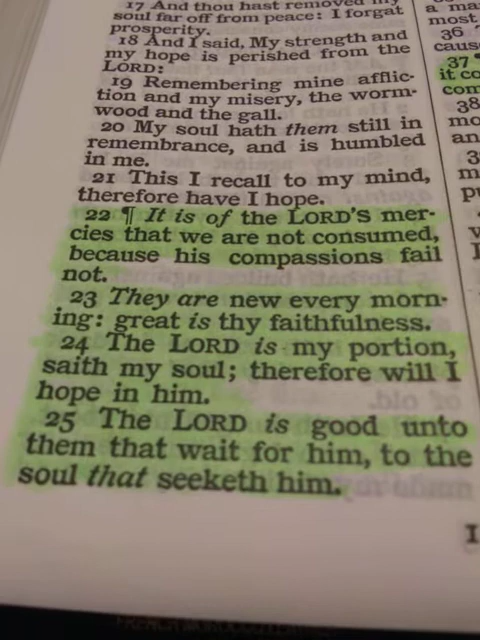 17 And thou hast removed my
soul far off from peace: I forgat
prosperity.
18 And I said, My strength and
my hope is perished from the
LORD:
19 Remembering mine afflic-
tion and my misery, the worm-
wood and the gall.
20 My soul hath them still in
remembrance, and is humbled
in me.
21 This I recall to my mind,
therefore have I hope.
22 ¶ It is of the LORD'S mer-
cies that we are not consumed,
because his compassions fail
not.
23 They are new every morn-
ing: great is thy faithfulness.
24 The LORD is my portion,
saith my soul; therefore will I
hope in him.
25 The LORD is good unto
them that wait for him, to the
soul that seeketh him.
a
most
36
37
it
38